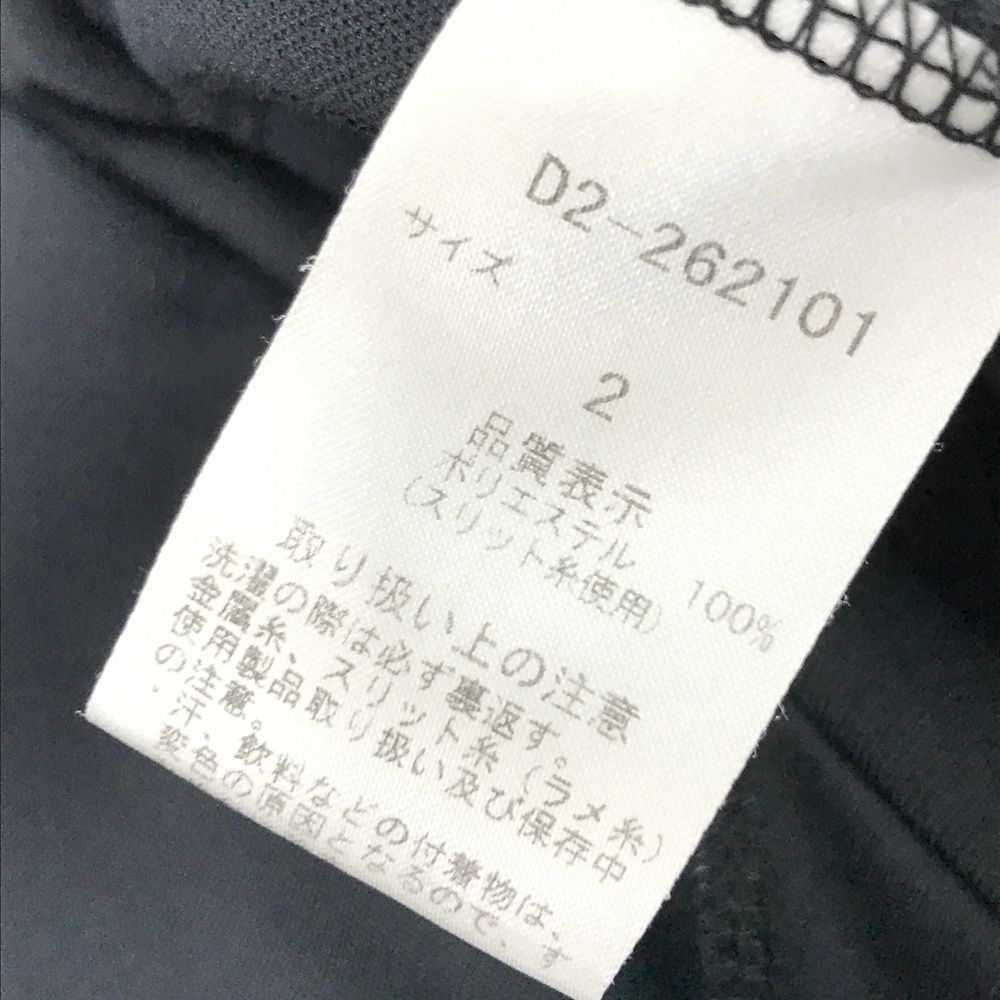 D2-262101
サイズ
2
品質表示
ポリエステル 100%
(スリット糸使用)
取り扱い上の注意
洗濯の際は必ず裏返す。
金属糸、スリット糸(ラメ糸)
使用製品取り扱い及び保存中
の注意。
・汗、飲料などの付着物は、
変色の原因となるので、す